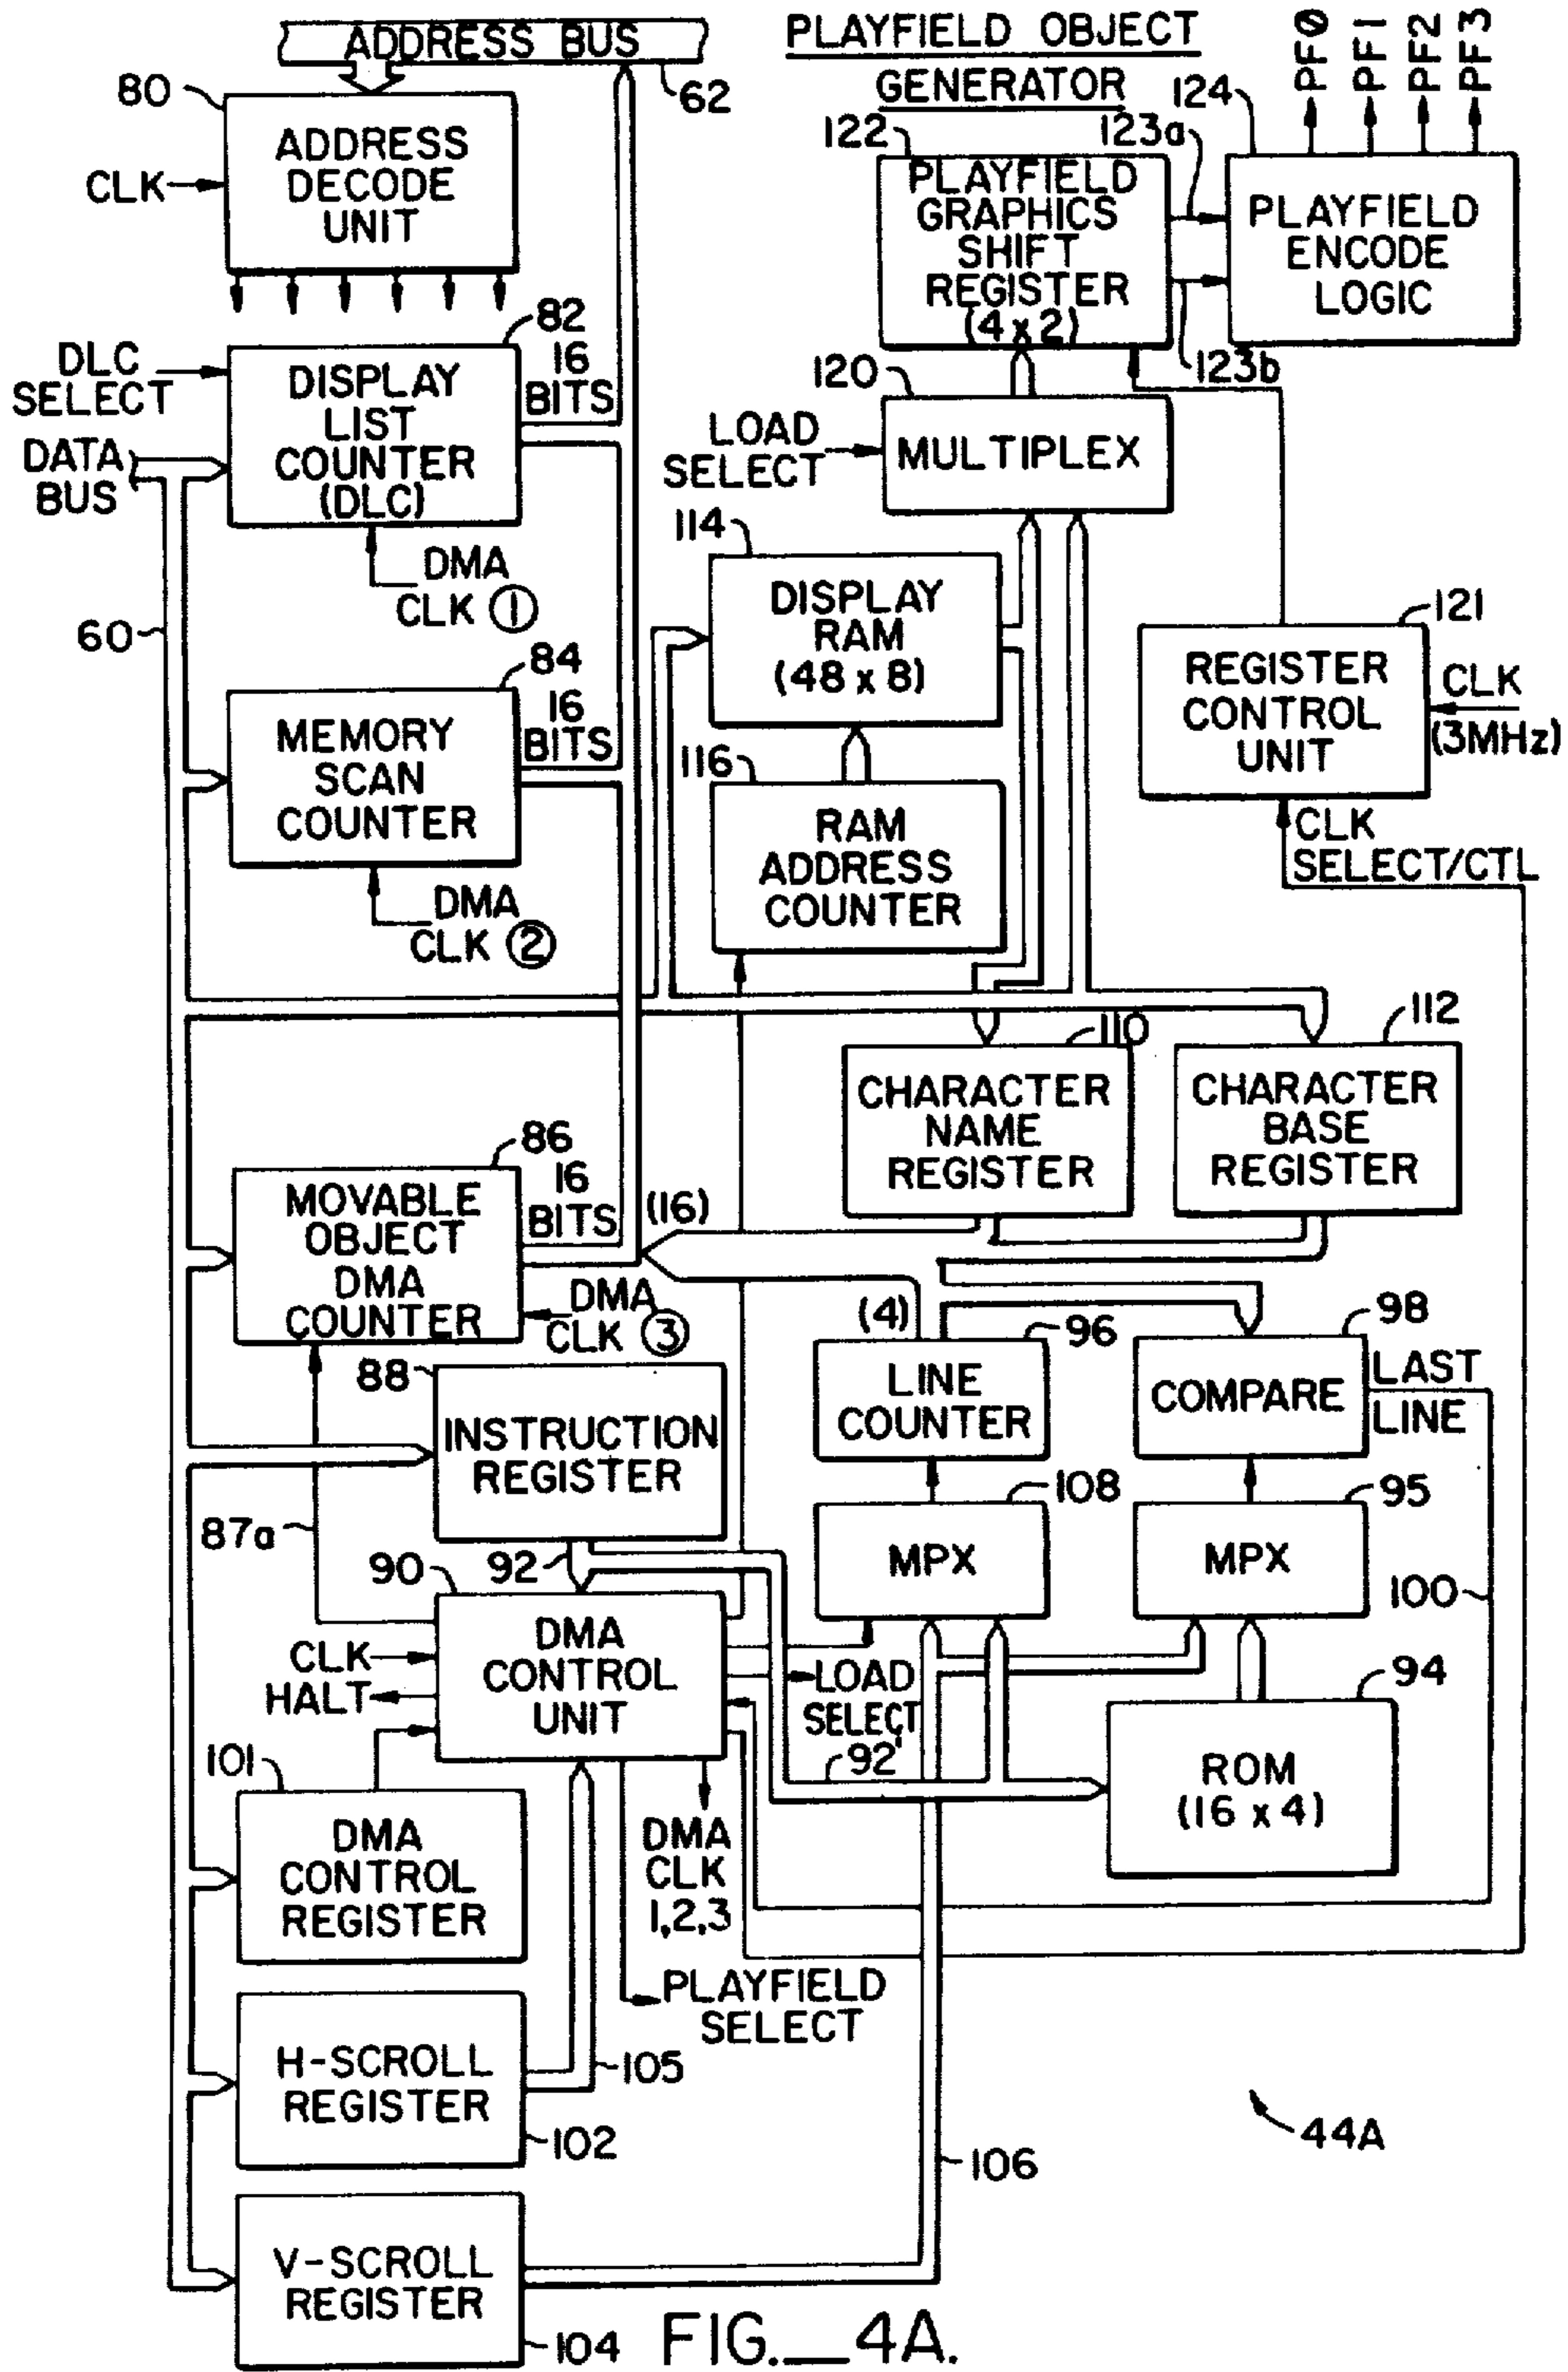 ADDRESS BUS
62
PLAYFIELD OBJECT
GENERATOR
PFØ
PF1
PF2
PF3
80
ADDRESS
DECODE
UNIT
CLK
122
PLAYFIELD
GRAPHICS
SHIFT
REGISTER
(4 x 2)
123a
123b
124
PLAYFIELD
ENCODE
LOGIC
82
DLC
SELECT
DISPLAY
LIST
COUNTER
(DLC)
16
BITS
DATA
BUS
DMA
CLK ①
60
120
LOAD
SELECT
MULTIPLEX
114
DISPLAY
RAM
(48 x 8)
121
REGISTER
CONTROL
UNIT
CLK
(3MHz)
CLK
SELECT/CTL
84
MEMORY
SCAN
COUNTER
16
BITS
DMA
CLK ②
116
RAM
ADDRESS
COUNTER
110
CHARACTER
NAME
REGISTER
112
CHARACTER
BASE
REGISTER
86
MOVABLE
OBJECT
DMA
COUNTER
16
BITS
(16)
DMA
CLK ③
(4)
96
LINE
COUNTER
98
COMPARE
LAST
LINE
88
INSTRUCTION
REGISTER
87a
92
108
MPX
95
MPX
100
90
DMA
CONTROL
UNIT
CLK
HALT
LOAD
SELECT
92'
94
ROM
(16 x 4)
101
DMA
CONTROL
REGISTER
DMA
CLK
1,2,3
PLAYFIELD
SELECT
H-SCROLL
REGISTER
102
105
106
44A
V-SCROLL
REGISTER
104
FIG.__4A.